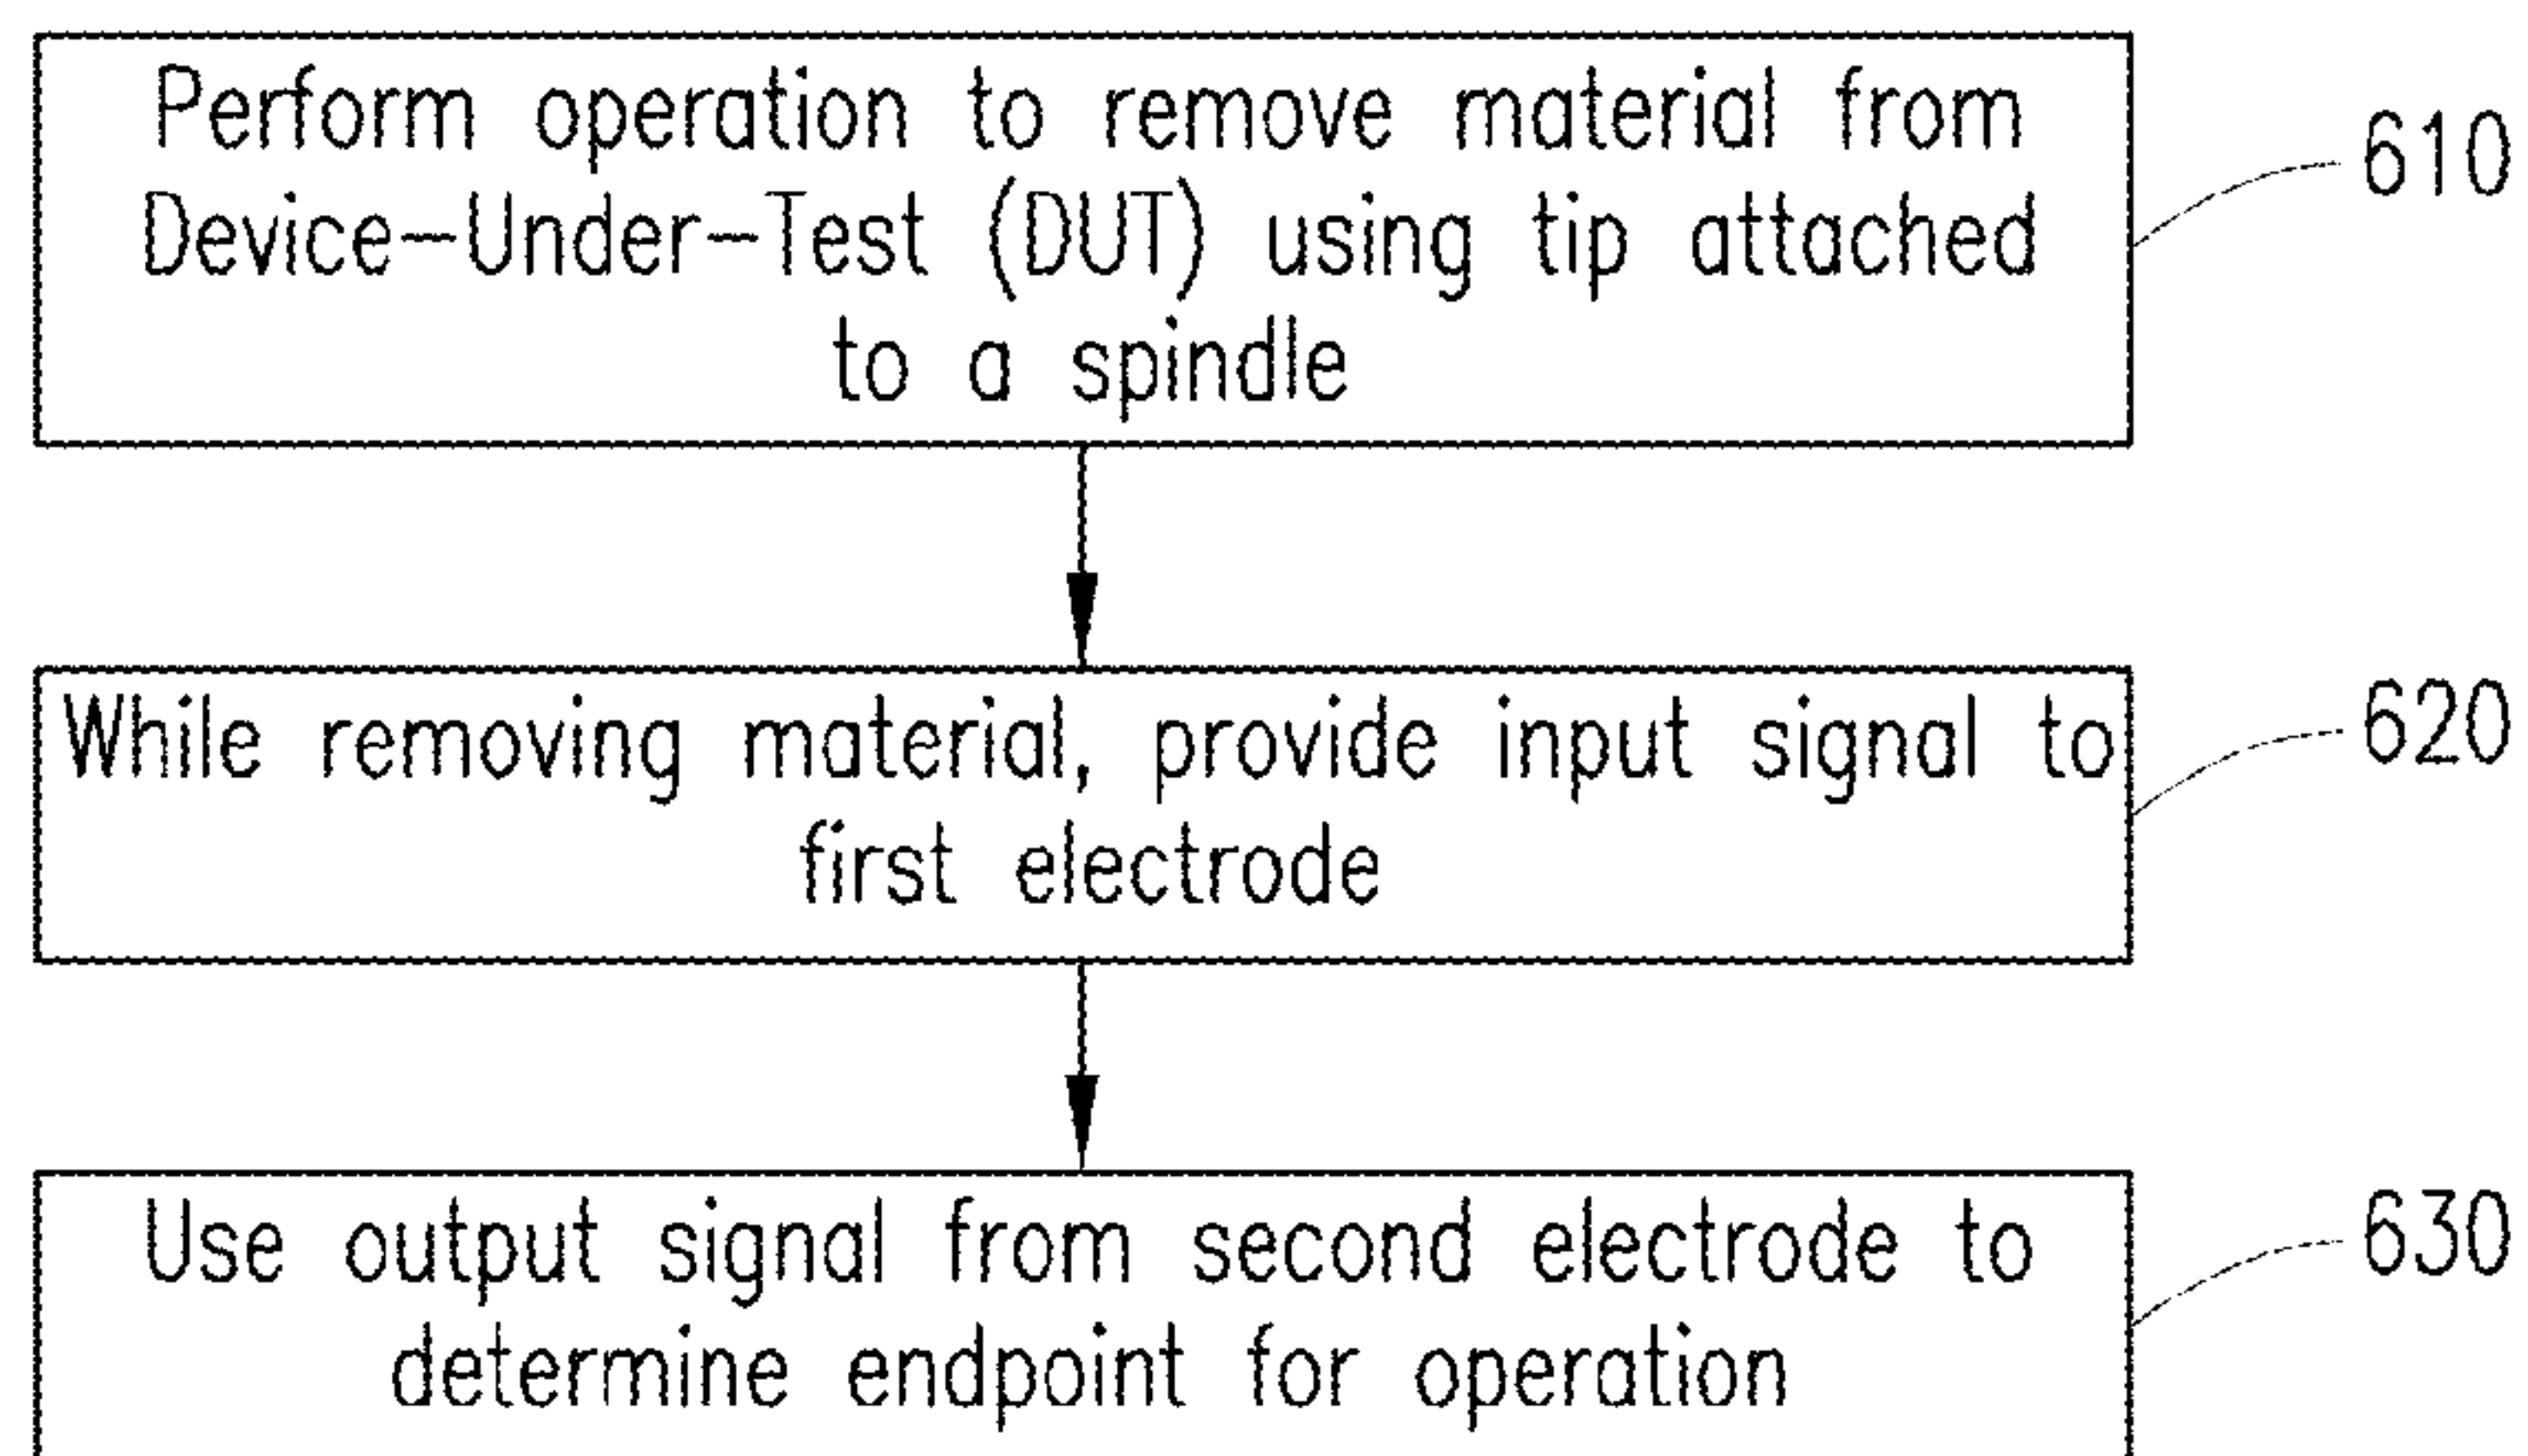 Perform operation to remove material from
Device-Under-Test (DUT) using tip attached
to a spindle
610
While removing material, provide input signal to
first electrode
620
Use output signal from second electrode to
determine endpoint for operation
630